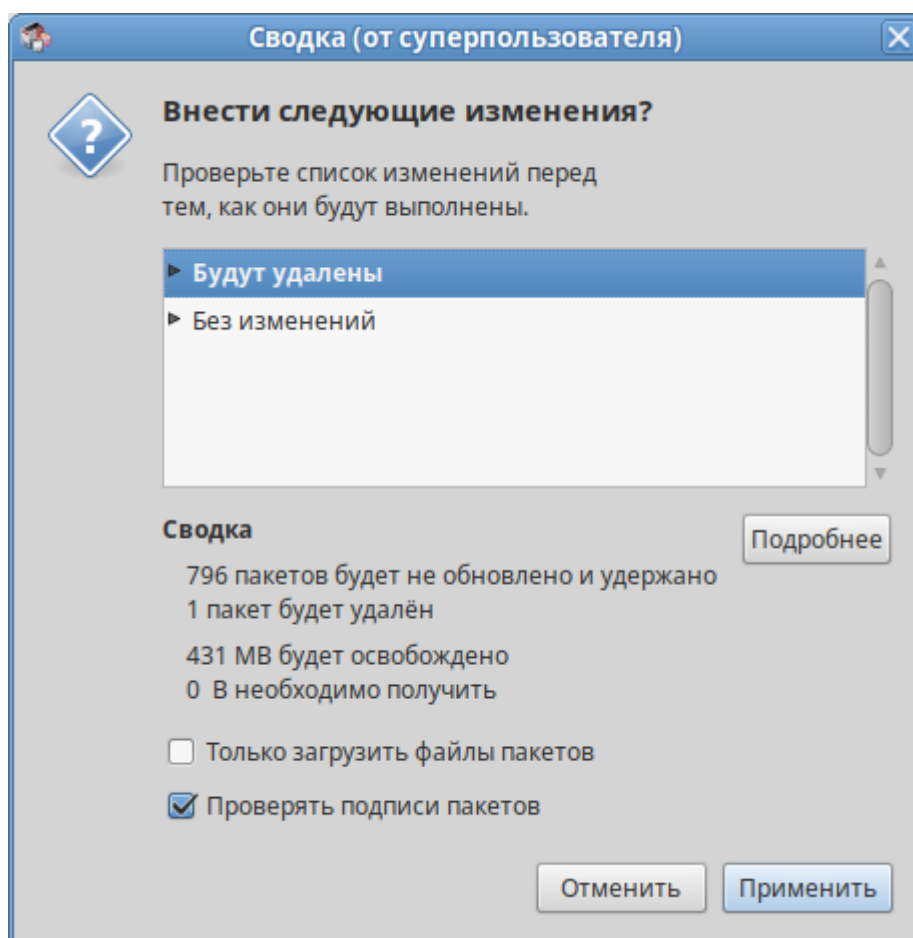 Сводка (от суперпользователя)
?
Внести следующие изменения?
Проверьте список изменений перед
тем, как они будут выполнены.
Будут удалены
Без изменений
Сводка
Подробнее
796 пакетов будет не обновлено и удержано
1 пакет будет удалён
431 MB будет освобождено
0 B необходимо получить
Только загрузить файлы пакетов
Проверять подписи пакетов
Отменить
Применить